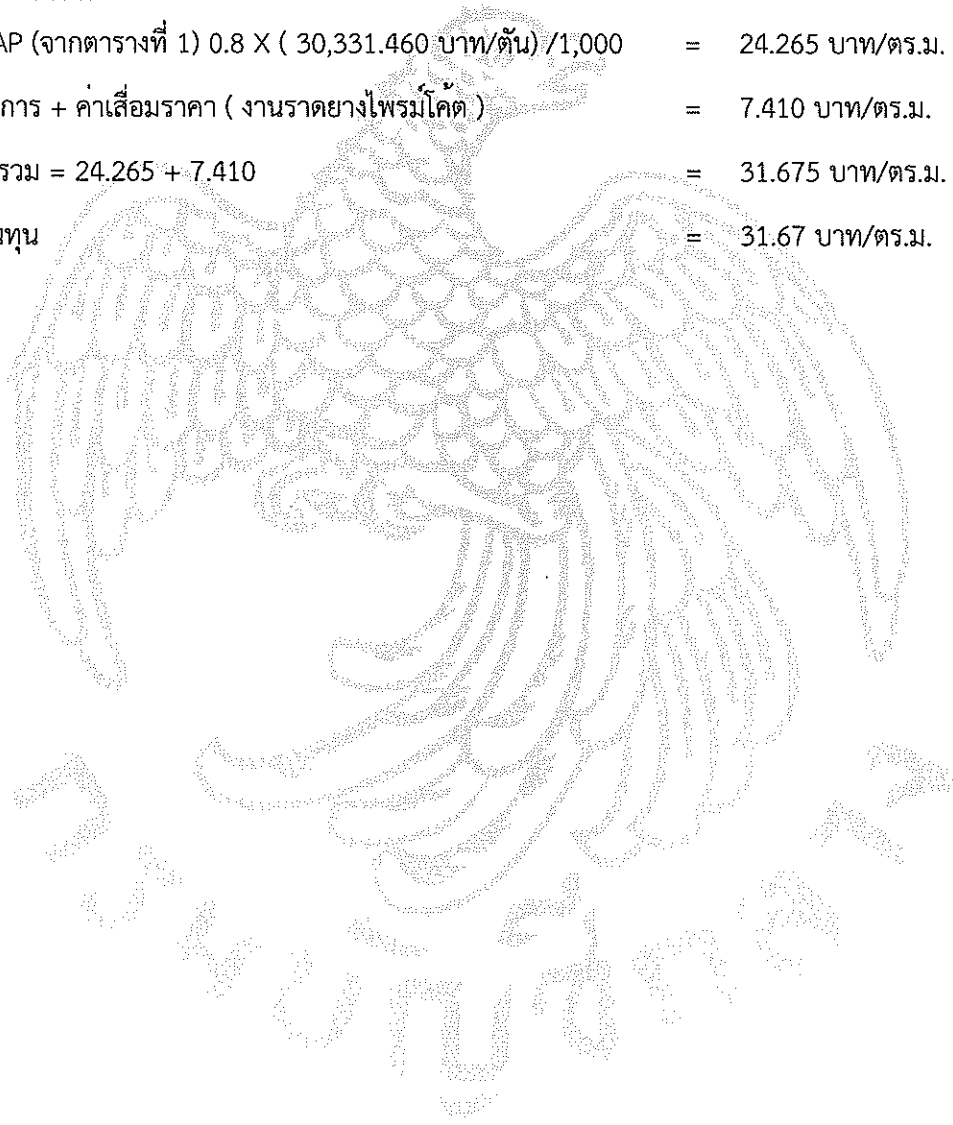 AP (จากตารางที่ 1) 0.8 X ( 30,331.460 บาท/ตัน) /1,000 = 24.265 บาท/ตร.ม.
การ + ค่าเสื่อมราคา ( งานราดยางไพรม์โค้ต ) = 7.410 บาท/ตร.ม.
รวม = 24.265 + 7.410 = 31.675 บาท/ตร.ม.
ทุน = 31.67 บาท/ตร.ม.